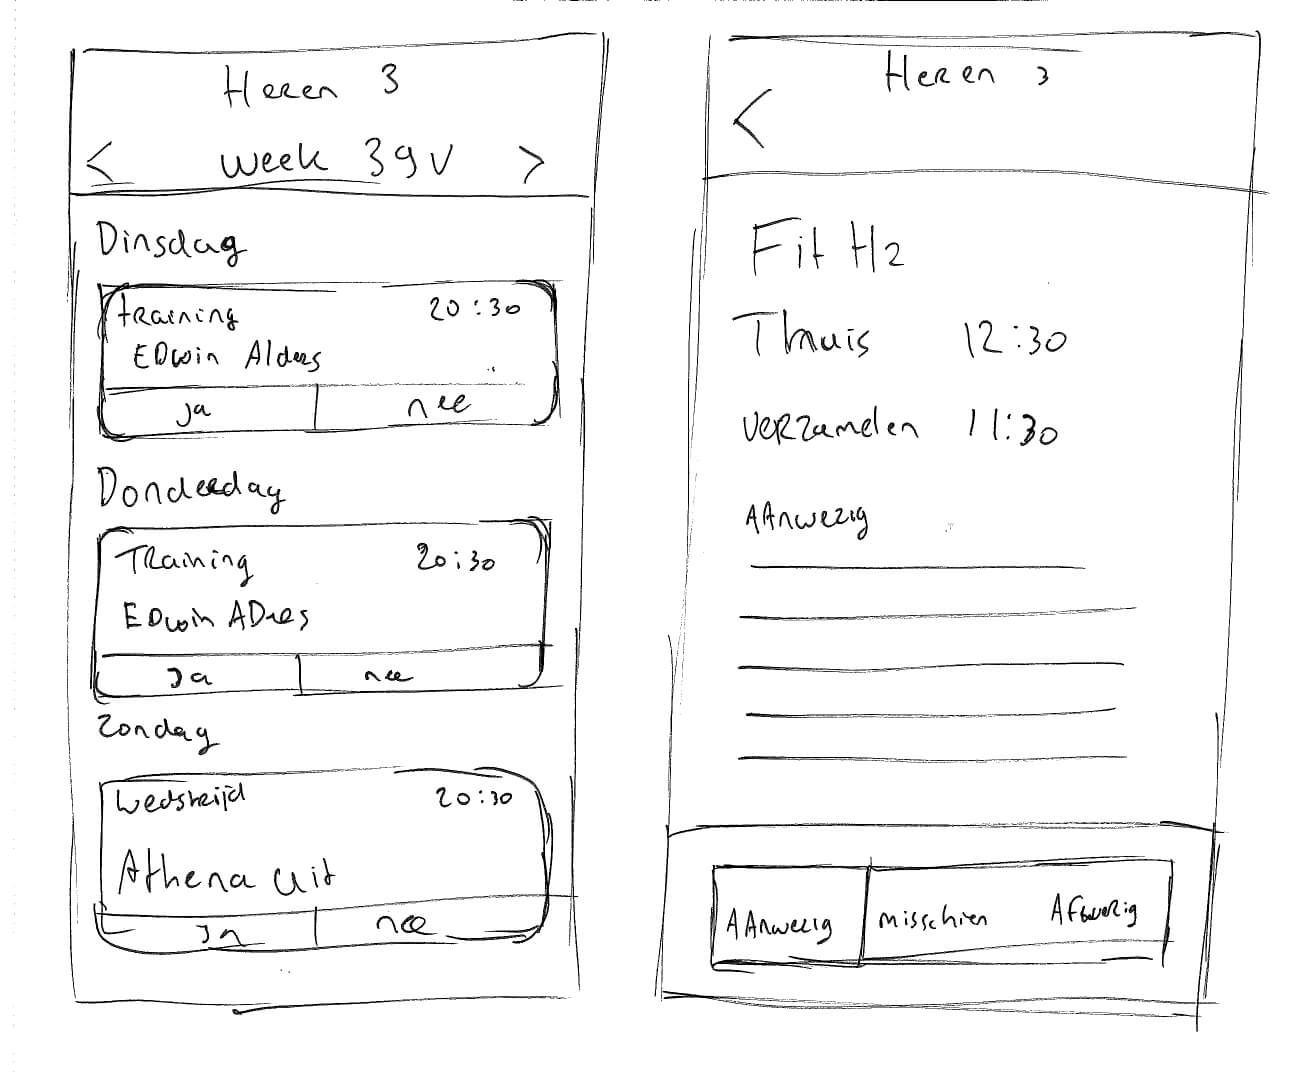 Heren 3
< week 39 V >
Dinsdag
training 20:30
EDwin Alders
ja nee
Donderdag
TRaining 20:30
EDwin ADres
Ja nee
Zondag
Wedstrijd 20:30
Athena uit
JA nee
Heren 3
<
Fit H2
Thuis 12:30
verzamelen 11:30
AAnwezig
AAnwezig misschien AFwezig